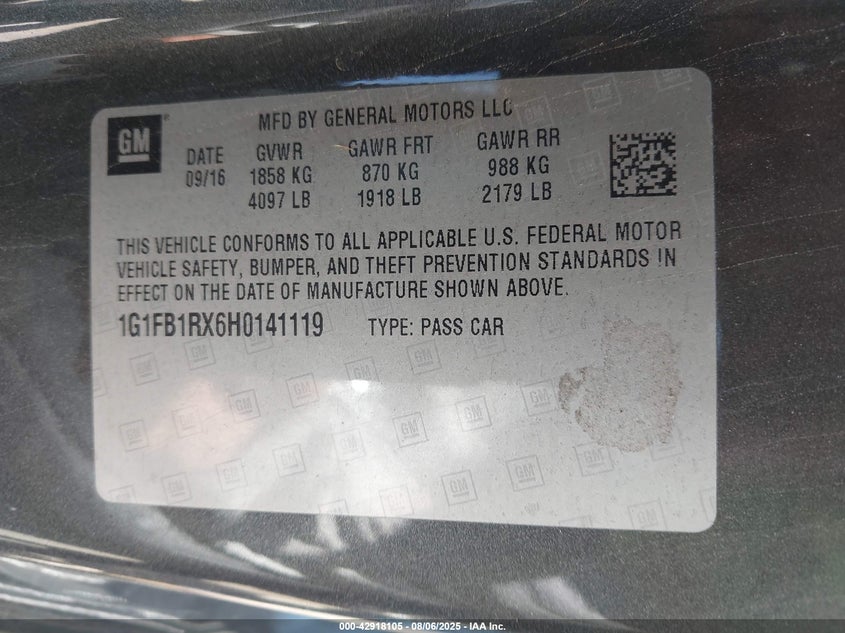 GM
MFD BY GENERAL MOTORS LLC
DATE GVWR GAWR FRT GAWR RR
09/16 1858 KG 870 KG 988 KG
4097 LB 1918 LB 2179 LB
THIS VEHICLE CONFORMS TO ALL APPLICABLE U.S. FEDERAL MOTOR
VEHICLE SAFETY, BUMPER, AND THEFT PREVENTION STANDARDS IN
EFFECT ON THE DATE OF MANUFACTURE SHOWN ABOVE.
1G1FB1RX6H0141119 TYPE: PASS CAR
000-42918105 - 08/06/2025 - IAA Inc.